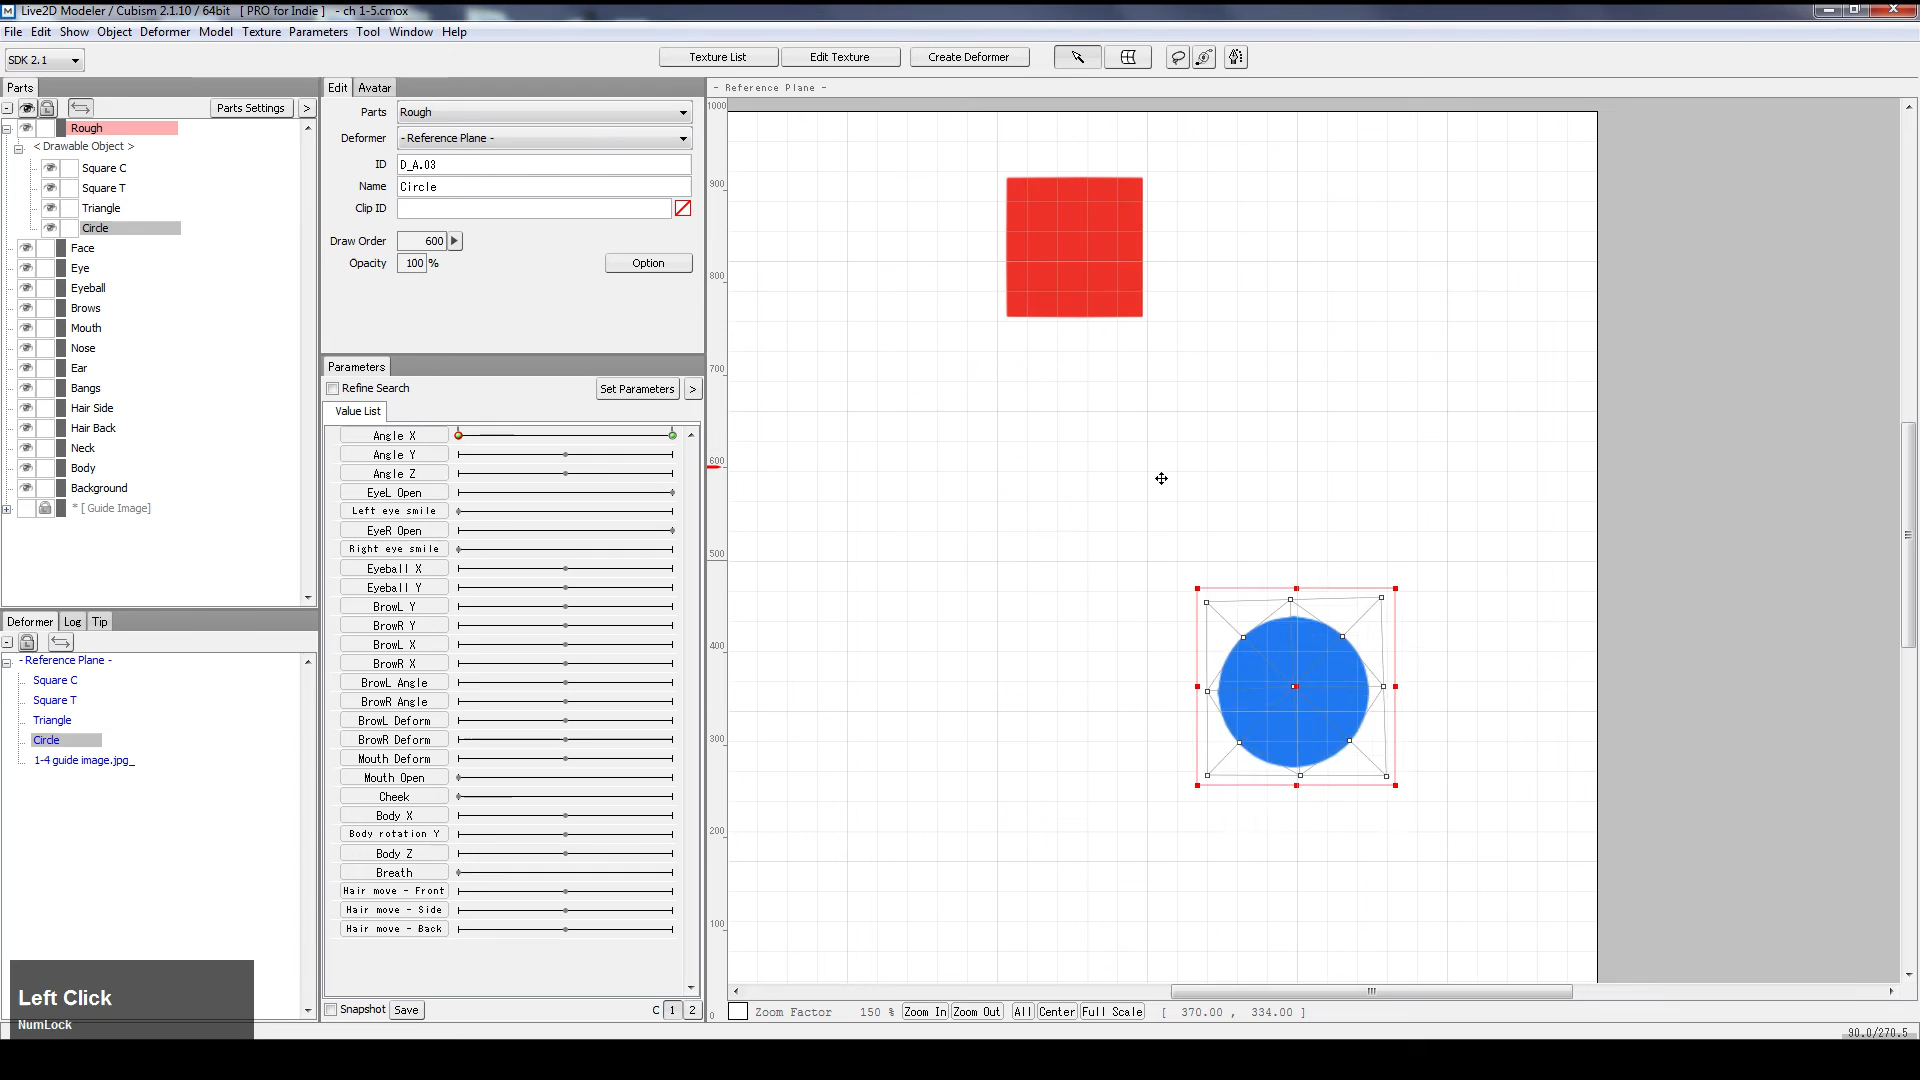 Live2D Modeler / Cubism 2.1.10 / 64bit   [ PRO for Indie ]   - ch 1-5.cmox
File Edit Show Object Deformer Model Texture Parameters Tool Window Help
SDK 2.1
Texture List
Edit Texture
Create Deformer
Parts
Parts Settings
>
Rough
< Drawable Object >
Square C
Square T
Triangle
Circle
Face
Eye
Eyeball
Brows
Mouth
Nose
Ear
Bangs
Hair Side
Hair Back
Neck
Body
Background
* [ Guide Image]
Deformer Log Tip
- Reference Plane -
Square C
Square T
Triangle
Circle
1-4 guide image.jpg_
Left Click
NumLock
Edit Avatar
Parts Rough
Deformer - Reference Plane -
ID D_A.03
Name Circle
Clip ID
Draw Order 600
Opacity 100 %
Option
Parameters
Refine Search
Set Parameters
>
Value List
Angle X
Angle Y
Angle Z
EyeL Open
Left eye smile
EyeR Open
Right eye smile
Eyeball X
Eyeball Y
BrowL Y
BrowR Y
BrowL X
BrowR X
BrowL Angle
BrowR Angle
BrowL Deform
BrowR Deform
Mouth Deform
Mouth Open
Cheek
Body X
Body rotation Y
Body Z
Breath
Hair move - Front
Hair move - Side
Hair move - Back
Snapshot Save C 1 2
- Reference Plane -
1000
900
800
700
600
500
400
300
200
100
0
Zoom Factor 150 % Zoom In Zoom Out All Center Full Scale [ 370.00 , 334.00 ]
90.0/270.5